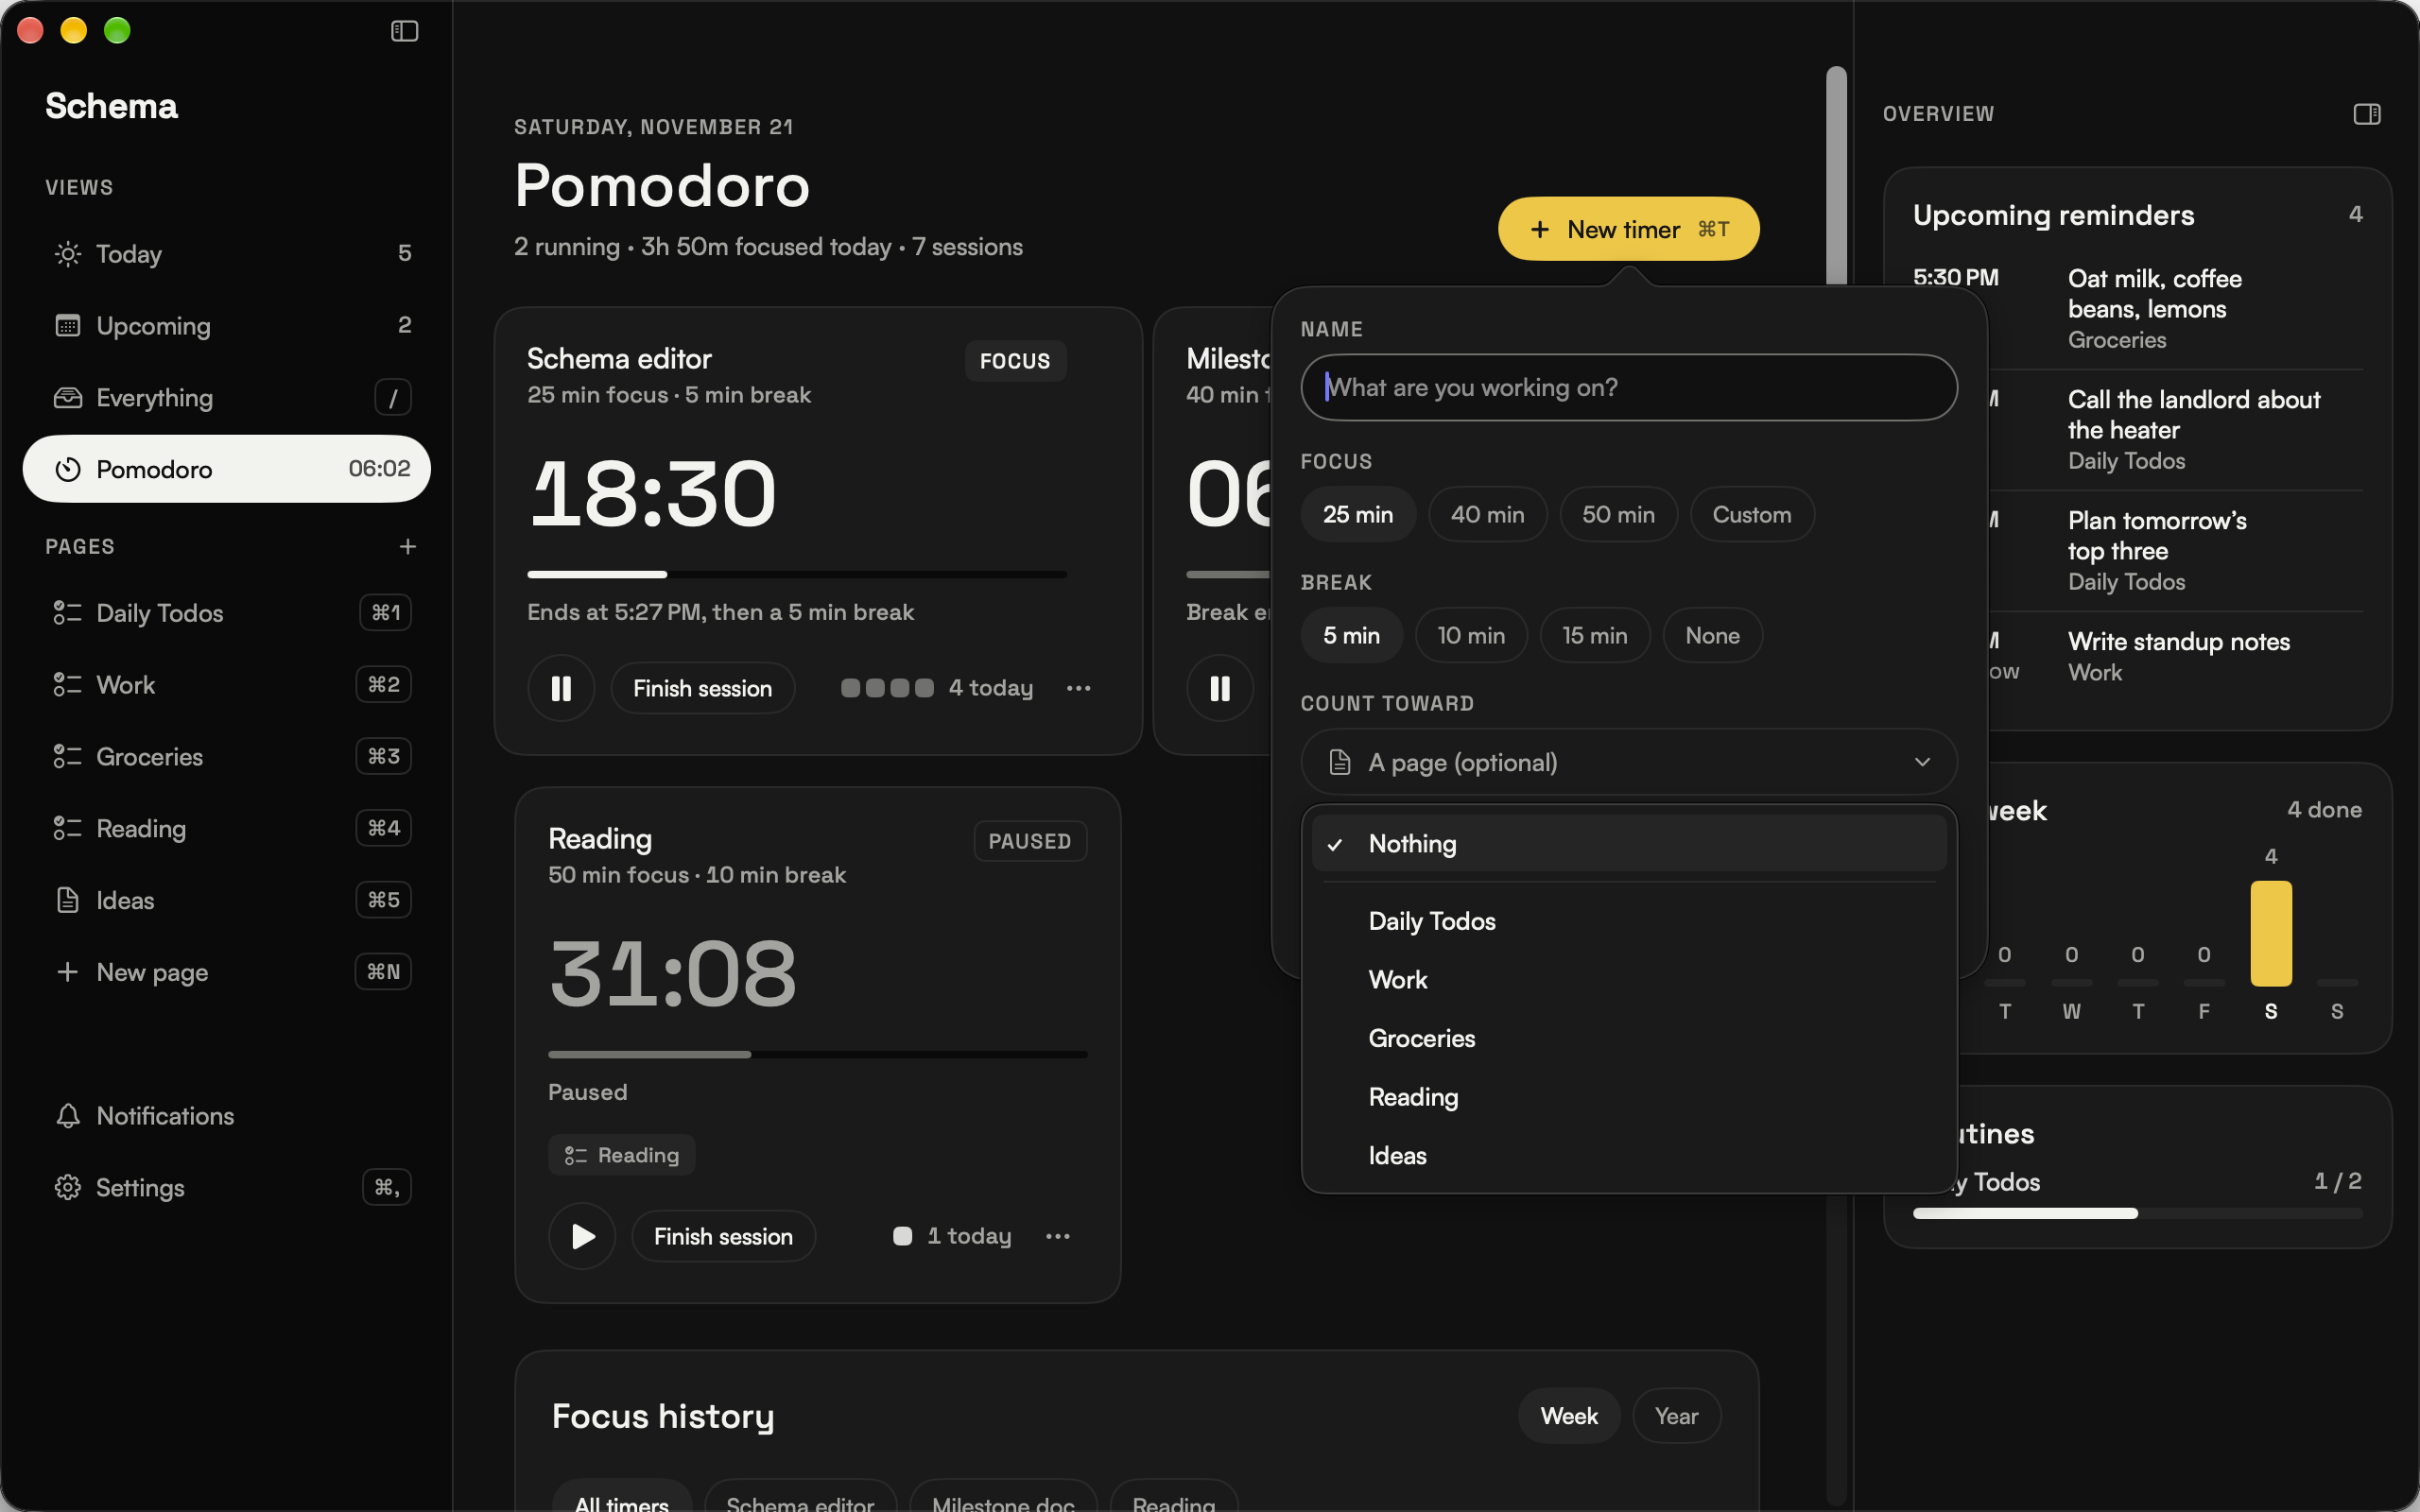 Schema
VIEWS
Today 5
Upcoming 2
Everything /
Pomodoro 06:02
PAGES
Daily Todos ⌘1
Work ⌘2
Groceries ⌘3
Reading ⌘4
Ideas ⌘5
New page ⌘N
Notifications
Settings ⌘,
SATURDAY, NOVEMBER 21
Pomodoro
2 running · 3h 50m focused today · 7 sessions
+ New timer ⌘T
Schema editor FOCUS
25 min focus · 5 min break
18:30
Ends at 5:27 PM, then a 5 min break
Finish session 4 today
40 min
06
Break
Reading PAUSED
50 min focus · 10 min break
31:08
Paused
Reading
Finish session 1 today
NAME
What are you working on?
FOCUS
25 min 40 min 50 min Custom
BREAK
5 min 10 min 15 min None
COUNT TOWARD
A page (optional)
Nothing
Daily Todos
Work
Groceries
Reading
Ideas
Focus history Week Year
All timers Schema editor Milestone doc Reading
OVERVIEW
Upcoming reminders 4
5:30 PM Oat milk, coffee
beans, lemons
Groceries
Call the landlord about
the heater
Daily Todos
Plan tomorrow’s
top three
Daily Todos
Write standup notes
Work
week 4 done
4
0 0 0 0
T W T F S S
Todos 1 / 2